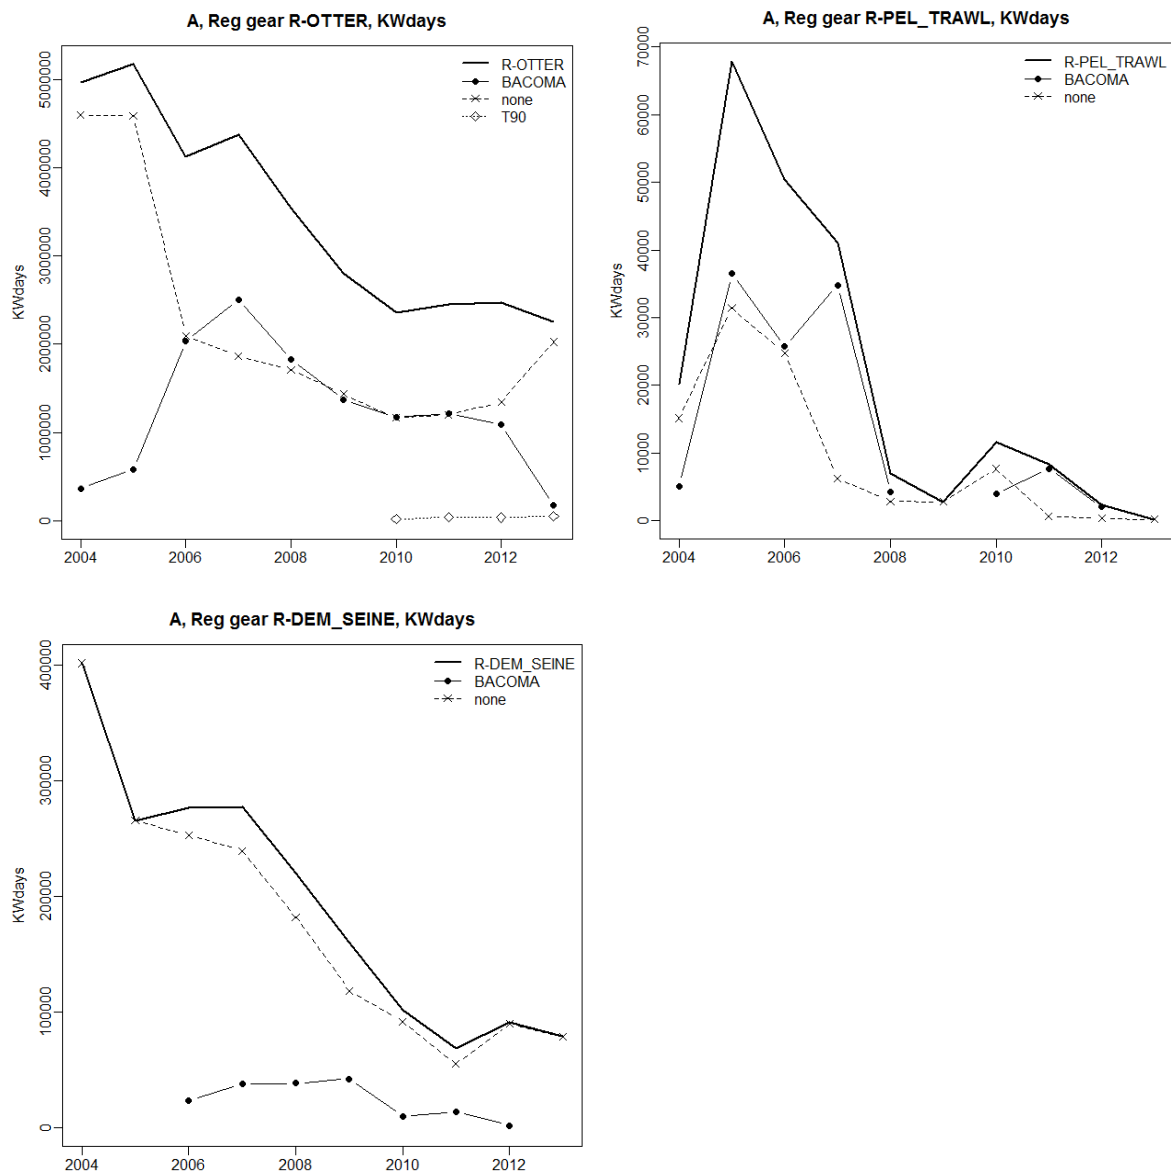 A, Reg gear R-OTTER, KWdays
R-OTTER
BACOMA
none
T90
KWdays
5000000
4000000
3000000
2000000
1000000
0
2004 2006 2008 2010 2012
A, Reg gear R-PEL_TRAWL, KWdays
R-PEL_TRAWL
BACOMA
none
KWdays
70000
60000
50000
40000
30000
20000
10000
0
2004 2006 2008 2010 2012
A, Reg gear R-DEM_SEINE, KWdays
R-DEM_SEINE
BACOMA
none
KWdays
400000
300000
200000
100000
0
2004 2006 2008 2010 2012